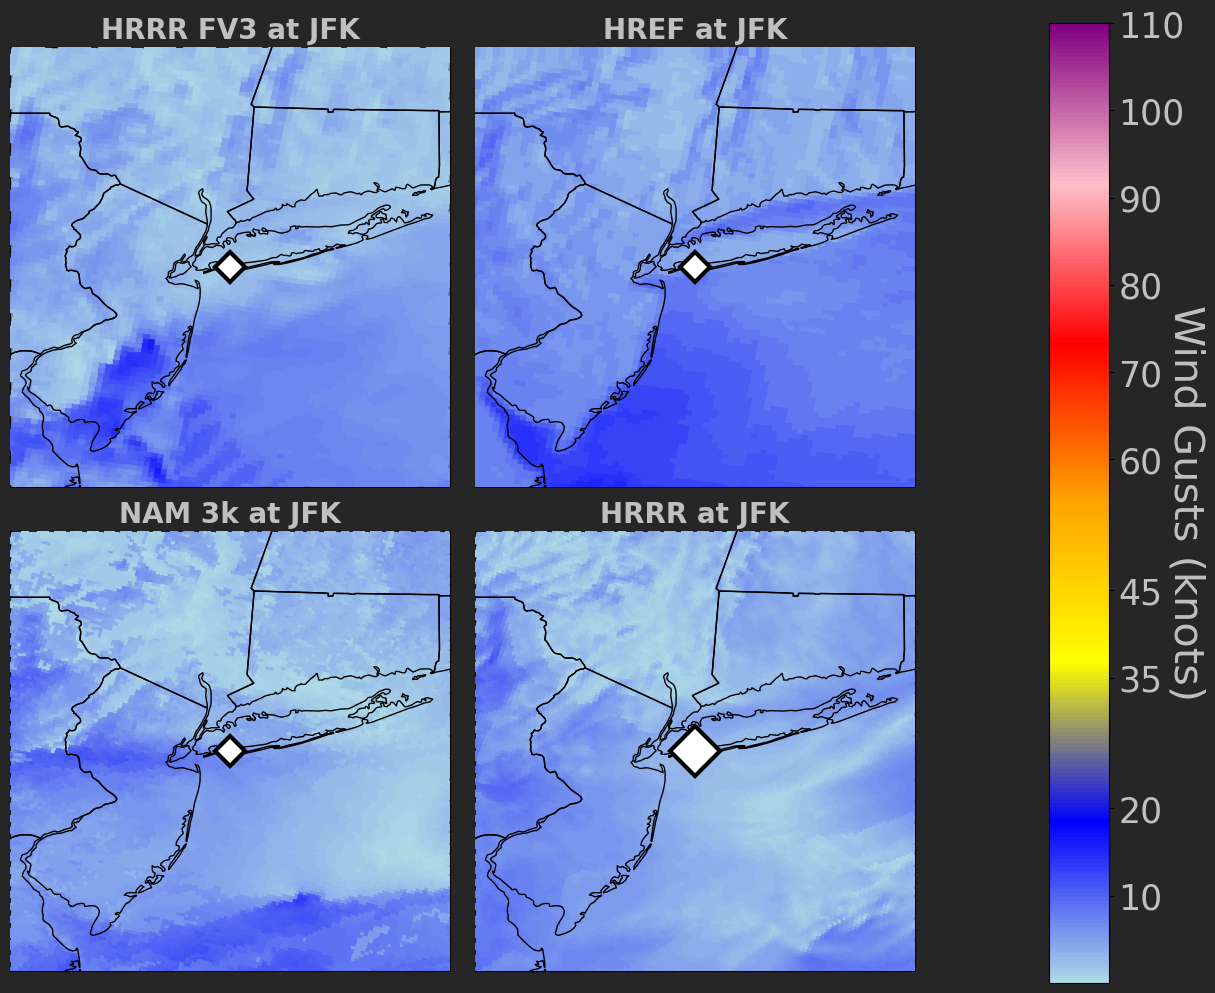 HRRR FV3 at JFK
HREF at JFK
NAM 3k at JFK
HRRR at JFK
110
100
90
80
70
60
45
35
20
10
Wind Gusts (knots)